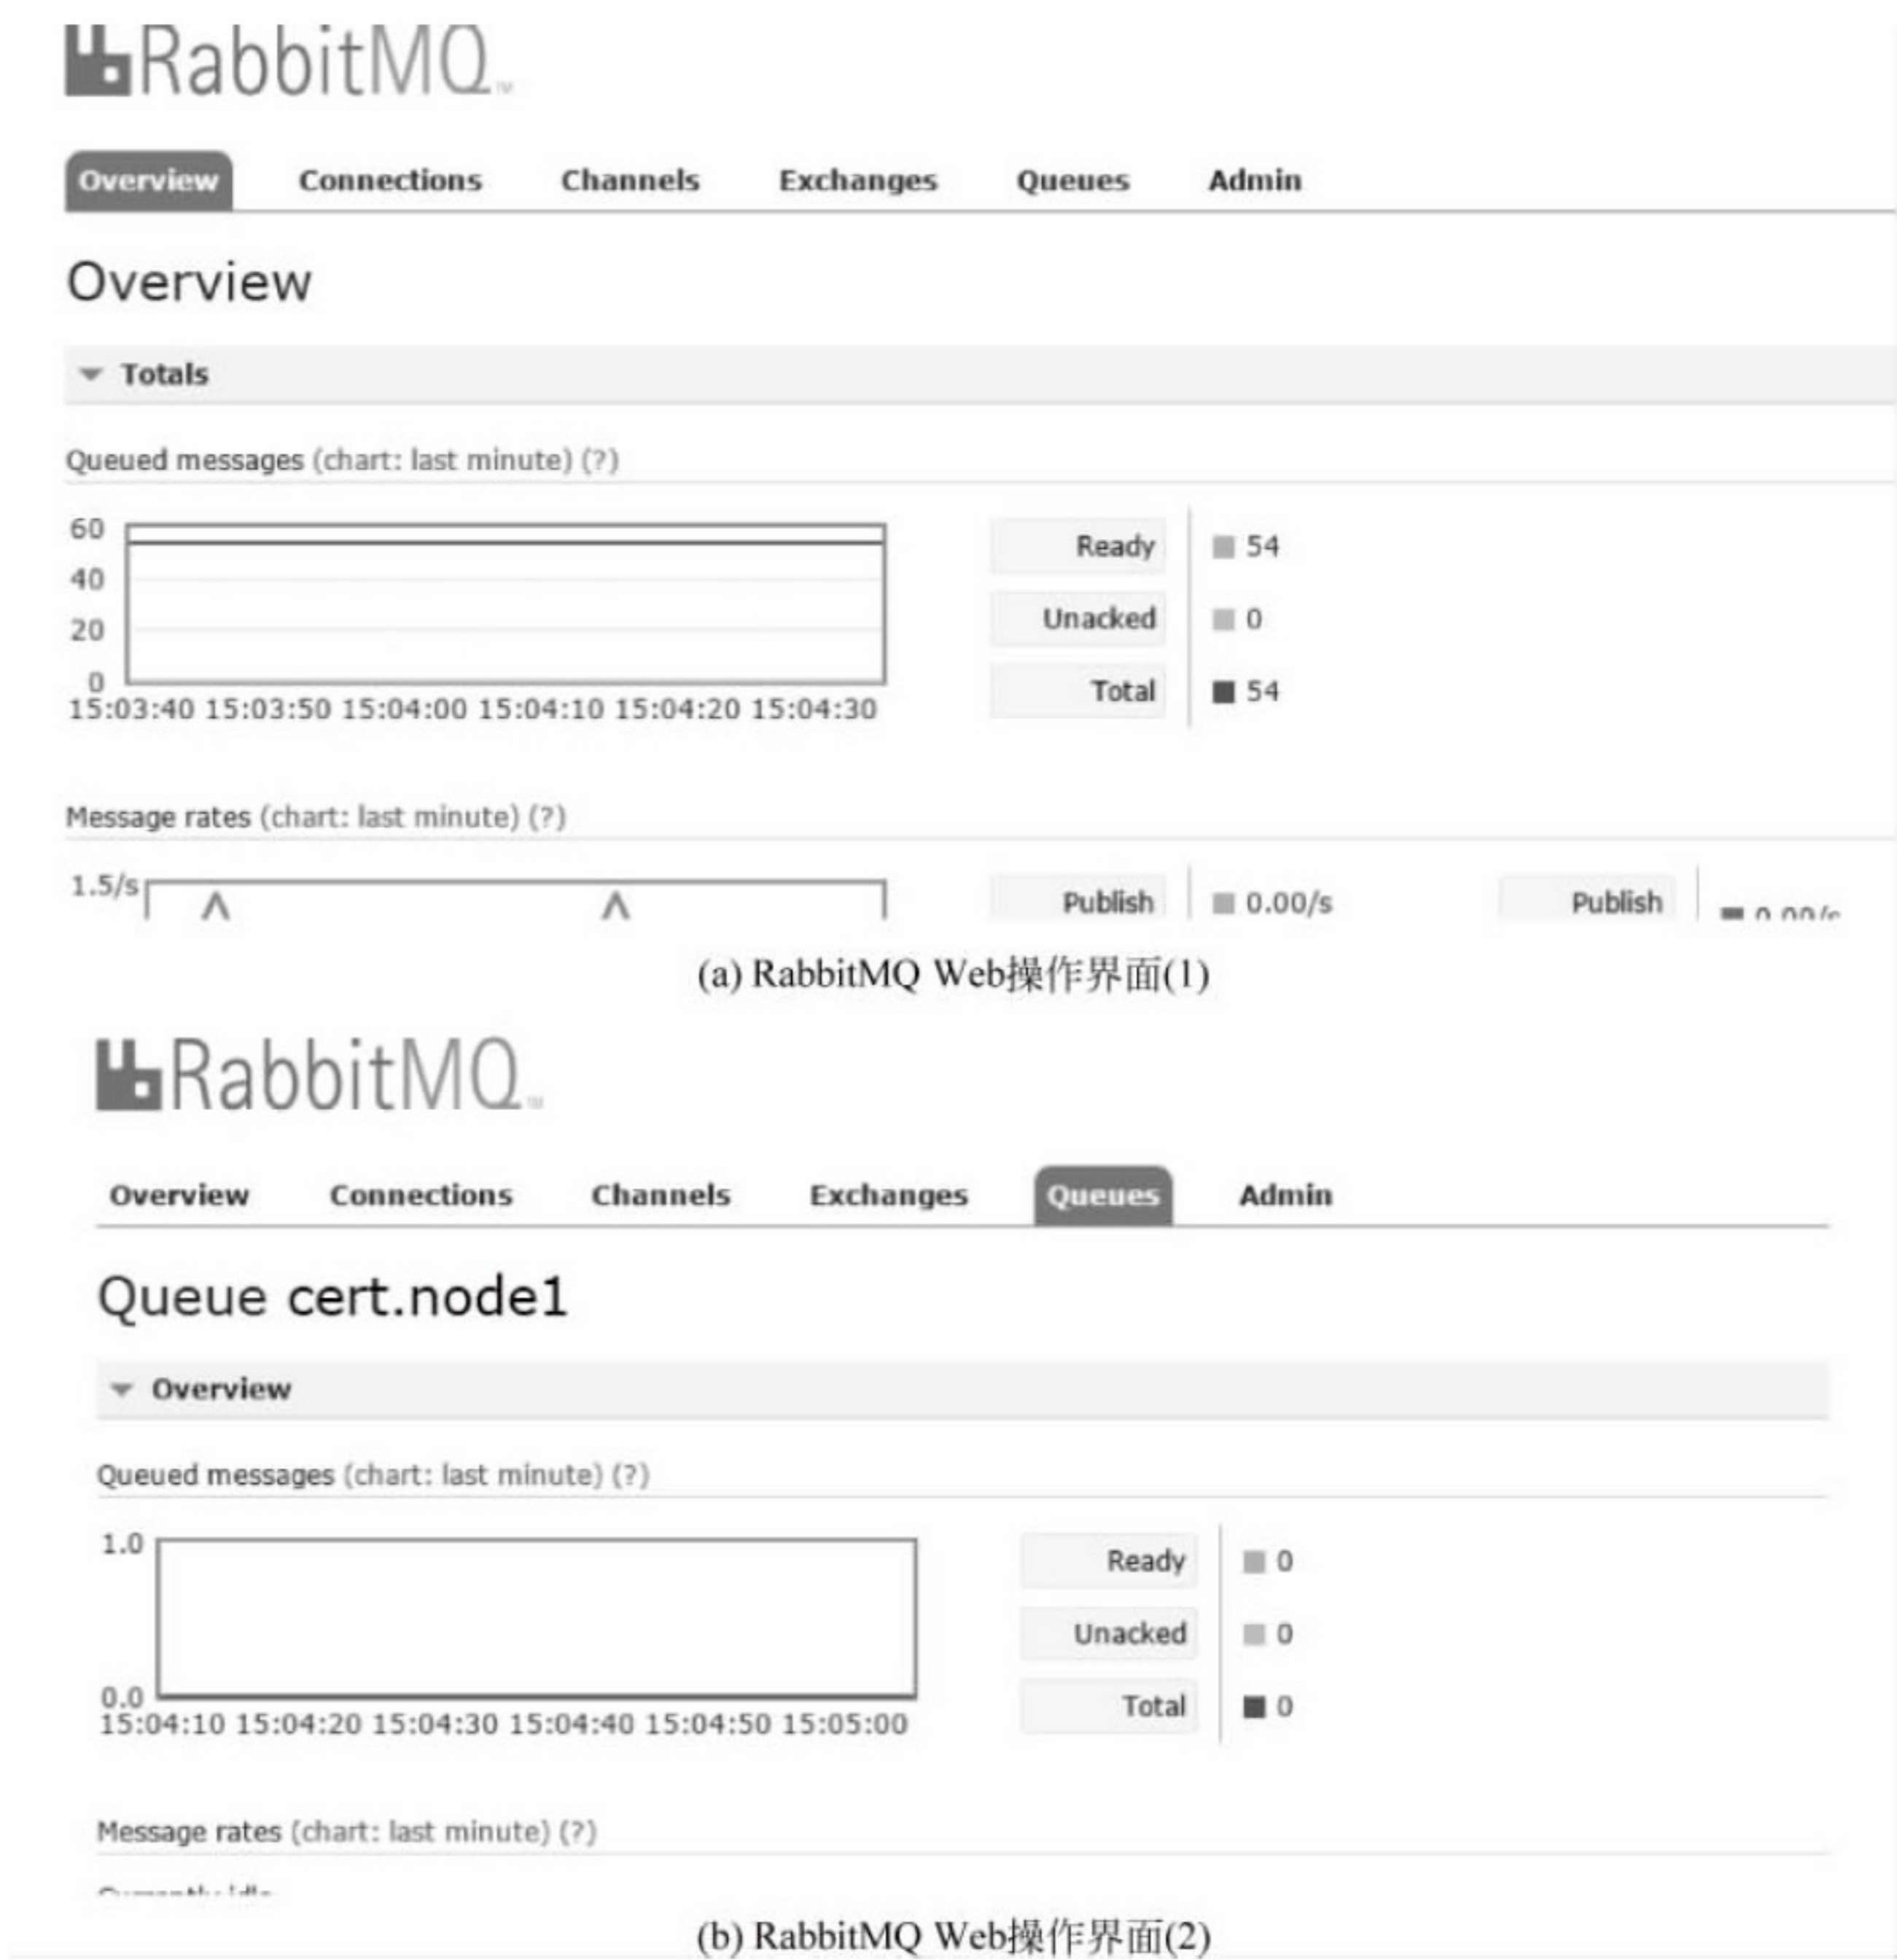 RabbitMQ™
Overview Connections Channels Exchanges Queues Admin
Overview
Totals
Queued messages (chart: last minute) (?)
60
40
20
0
15:03:40 15:03:50 15:04:00 15:04:10 15:04:20 15:04:30
Ready 54
Unacked 0
Total 54
Message rates (chart: last minute) (?)
1.5/s
Publish 0.00/s Publish 0.00/s
(a) RabbitMQ Web操作界面(1)
RabbitMQ™
Overview Connections Channels Exchanges Queues Admin
Queue cert.node1
Overview
Queued messages (chart: last minute) (?)
1.0
0.0
15:04:10 15:04:20 15:04:30 15:04:40 15:04:50 15:05:00
Ready 0
Unacked 0
Total 0
Message rates (chart: last minute) (?)
Currently idle
(b) RabbitMQ Web操作界面(2)